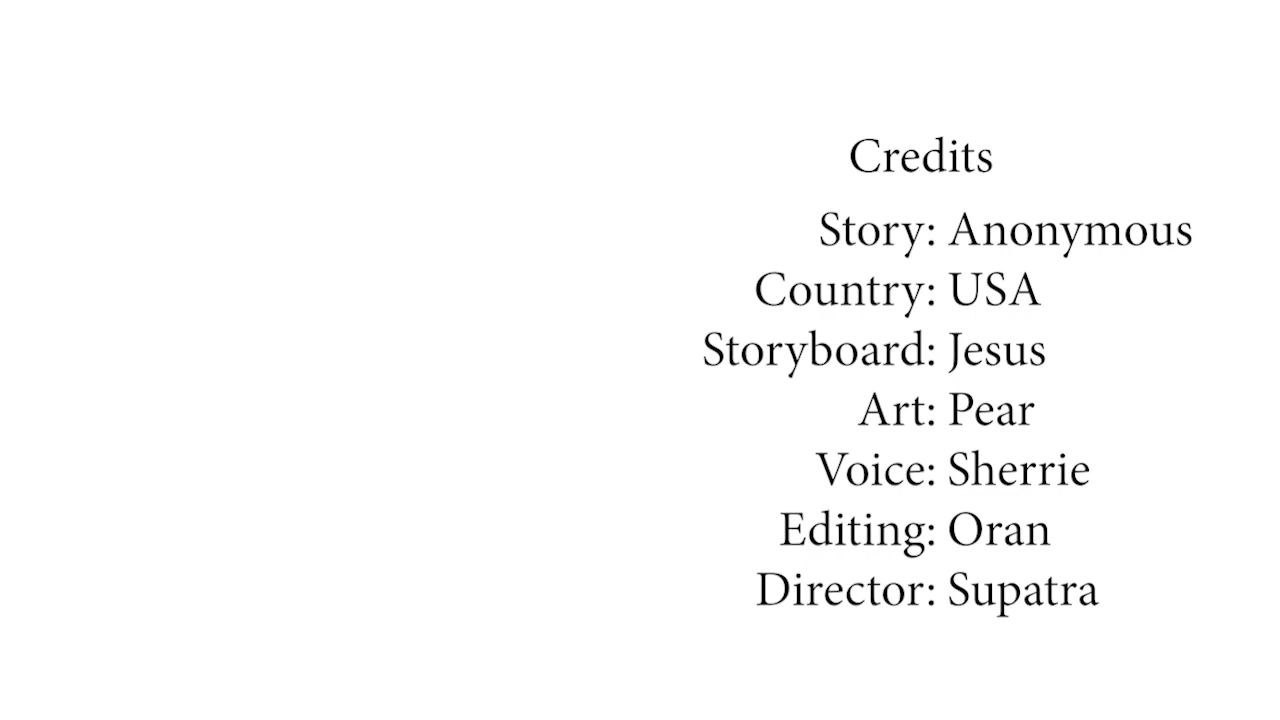 Credits
Story: Anonymous
Country: USA
Storyboard: Jesus
Art: Pear
Voice: Sherrie
Editing: Oran
Director: Supatra